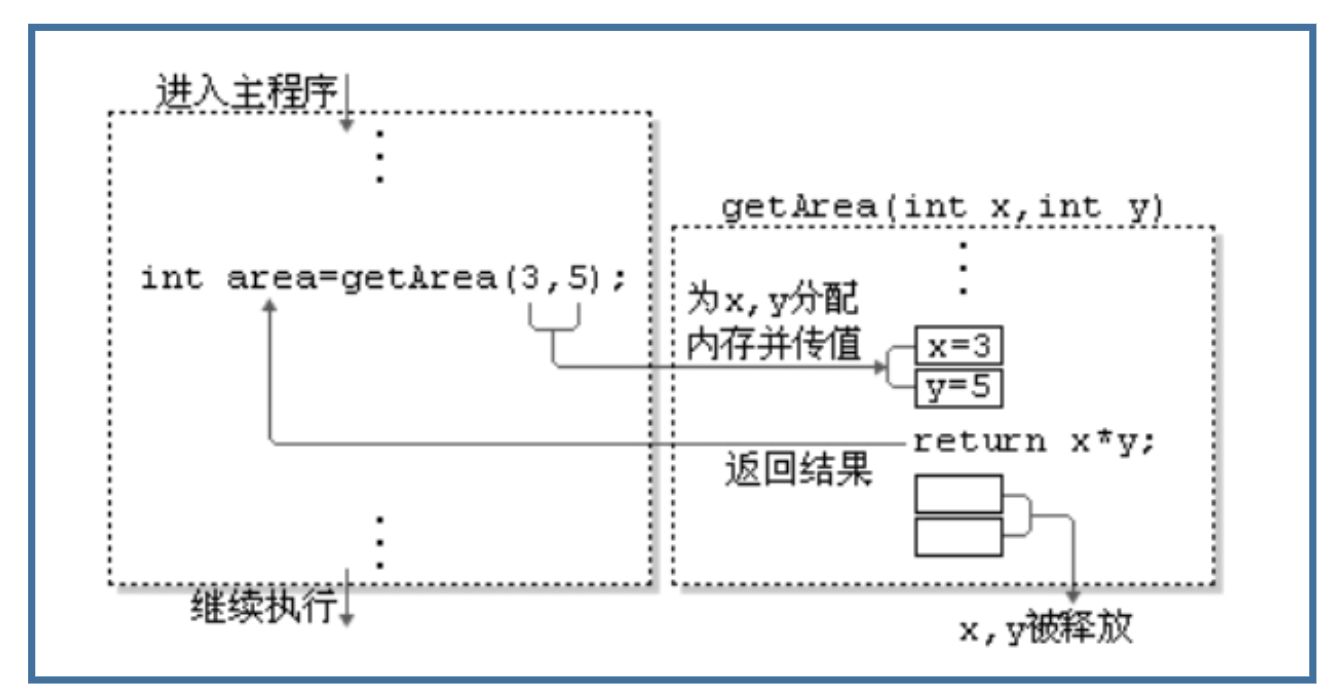 进入主程序
int area=getArea(3,5);
继续执行
getArea(int x,int y)
为x,y分配
内存并传值
x=3
y=5
return x*y;
返回结果
x,y被释放